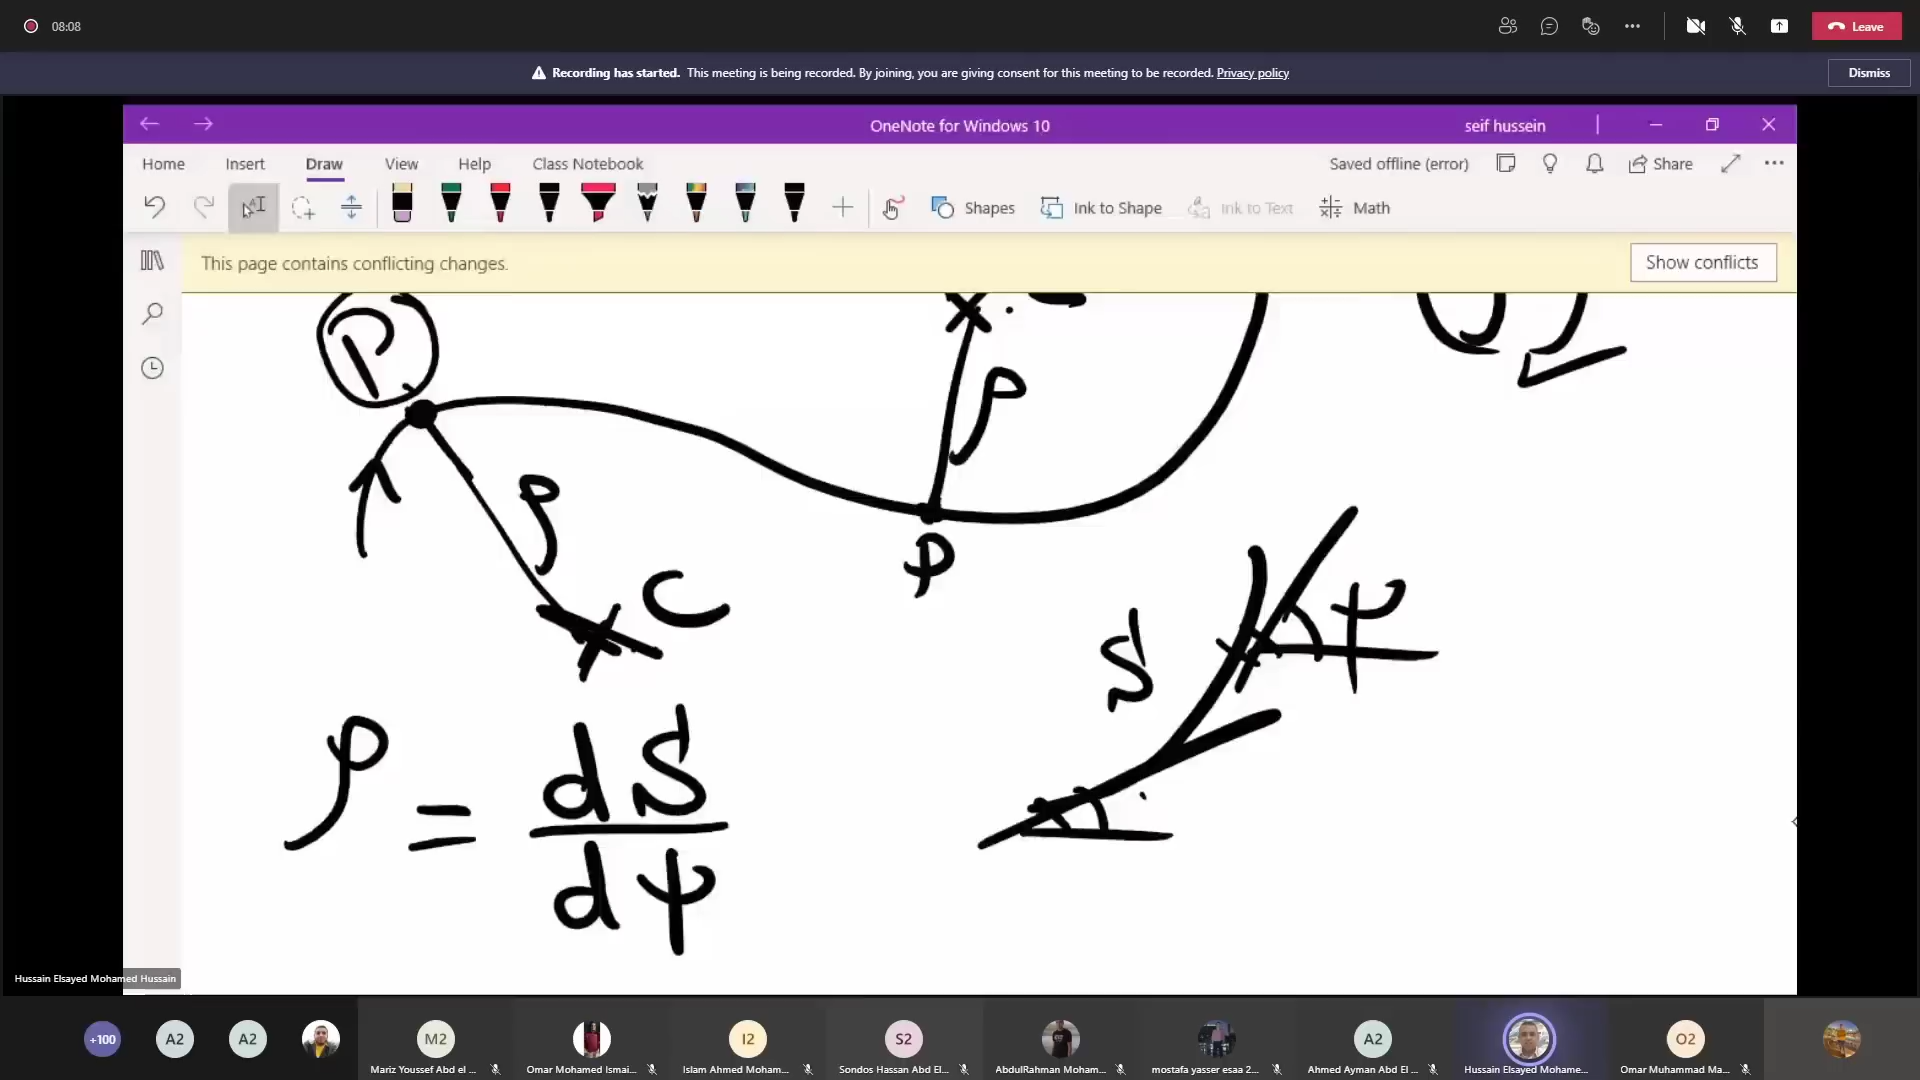 08:08
Leave
Recording has started. This meeting is being recorded. By joining, you are giving consent for this meeting to be recorded. Privacy policy
Dismiss
OneNote for Windows 10
seif hussein
Home Insert Draw View Help Class Notebook
Saved offline (error)
Share
Shapes
Ink to Shape
Ink to Text
Math
This page contains conflicting changes.
Show conflicts
P
ρ
ρ
C
P
S
ψ
ρ = dS
dψ
Hussain Elsayed Mohamed Hussain
+100
A2
A2
M2
I2
S2
A2
O2
Mariz Youssef Abd el ...
Omar Mohamed Ismai...
Islam Ahmed Moham...
Sondos Hassan Abd El...
AbdulRahman Moham...
mostafa yasser esaa 2...
Ahmed Ayman Abd El ...
Hussain Elsayed Mohame...
Omar Muhammad Ma...